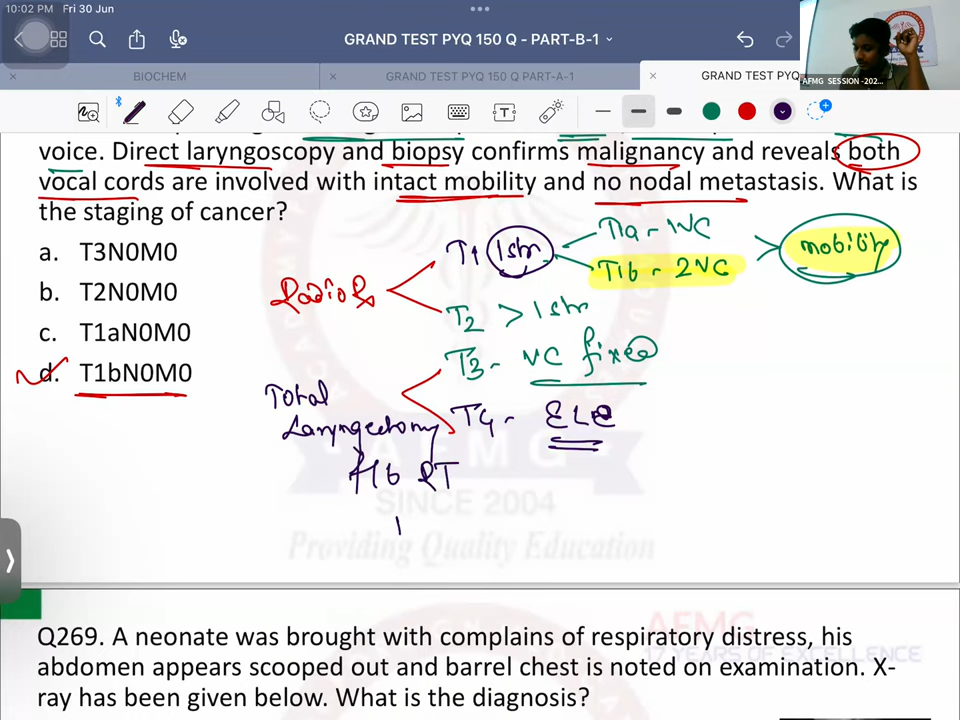 10:02 PM Fri 30 Jun
GRAND TEST PYQ 150 Q - PART-B-1
BIOCHEM
GRAND TEST PYQ 150 Q PART-A-1
GRAND TEST PYQ
AFMG SESSION -202...
voice. Direct laryngoscopy and biopsy confirms malignancy and reveals both
vocal cords are involved with intact mobility and no nodal metastasis. What is
the staging of cancer?
a. T3N0M0
b. T2N0M0
c. T1aN0M0
d. T1bN0M0
T1 1str
T1a - 1VC
T1b - 2VC
mobility
T2 > 1str
T3 - VC fixed
Total
Laryngectomy
T4 -
f/b RT
AFMG
SINCE 2004
Providing Quality Education
AFMG
17 YEARS OF EXCELLENCE
Q269. A neonate was brought with complains of respiratory distress, his
abdomen appears scooped out and barrel chest is noted on examination. X-
ray has been given below. What is the diagnosis?